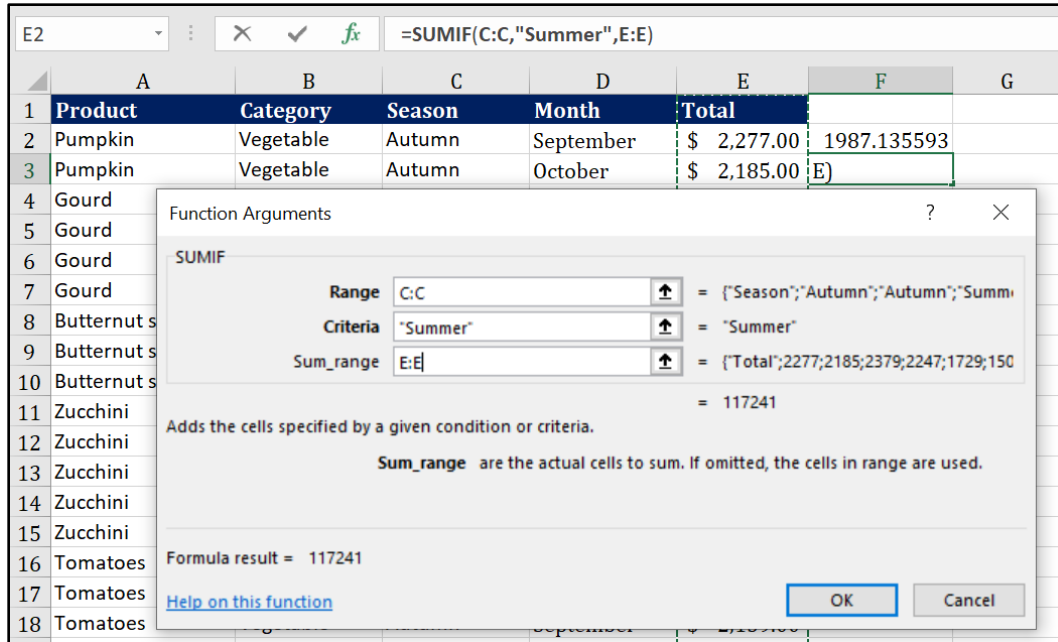 E2 fx =SUMIF(C:C,"Summer",E:E)
A B C D E F G
1 Product Category Season Month Total
2 Pumpkin Vegetable Autumn September $ 2,277.00 1987.135593
3 Pumpkin Vegetable Autumn October $ 2,185.00 E)
4 Gourd
Function Arguments ? 
5 Gourd
SUMIF
6 Gourd
7 Gourd
Range C:C = {"Season";"Autumn";"Autumn";"Summe
8 Butternut s
Criteria "Summer" = "Summer"
9 Butternut s
Sum_range E:E = {"Total";2277;2185;2379;2247;1729;150
10 Butternut s
= 117241
11 Zucchini
Adds the cells specified by a given condition or criteria.
12 Zucchini
Sum_range are the actual cells to sum. If omitted, the cells in range are used.
13 Zucchini
14 Zucchini
15 Zucchini
16 Tomatoes
Formula result = 117241
17 Tomatoes
Help on this function OK Cancel
18 Tomatoes